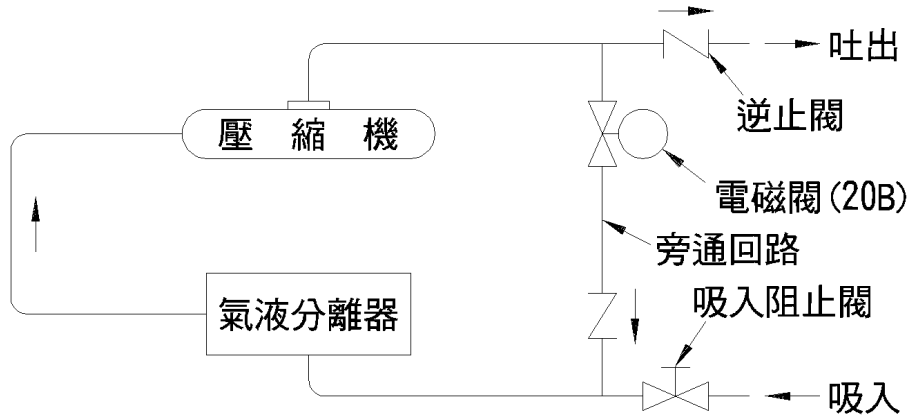 吐出
逆止閥
壓縮機
電磁閥(20B)
旁通回路
氣液分離器
吸入阻止閥
吸入